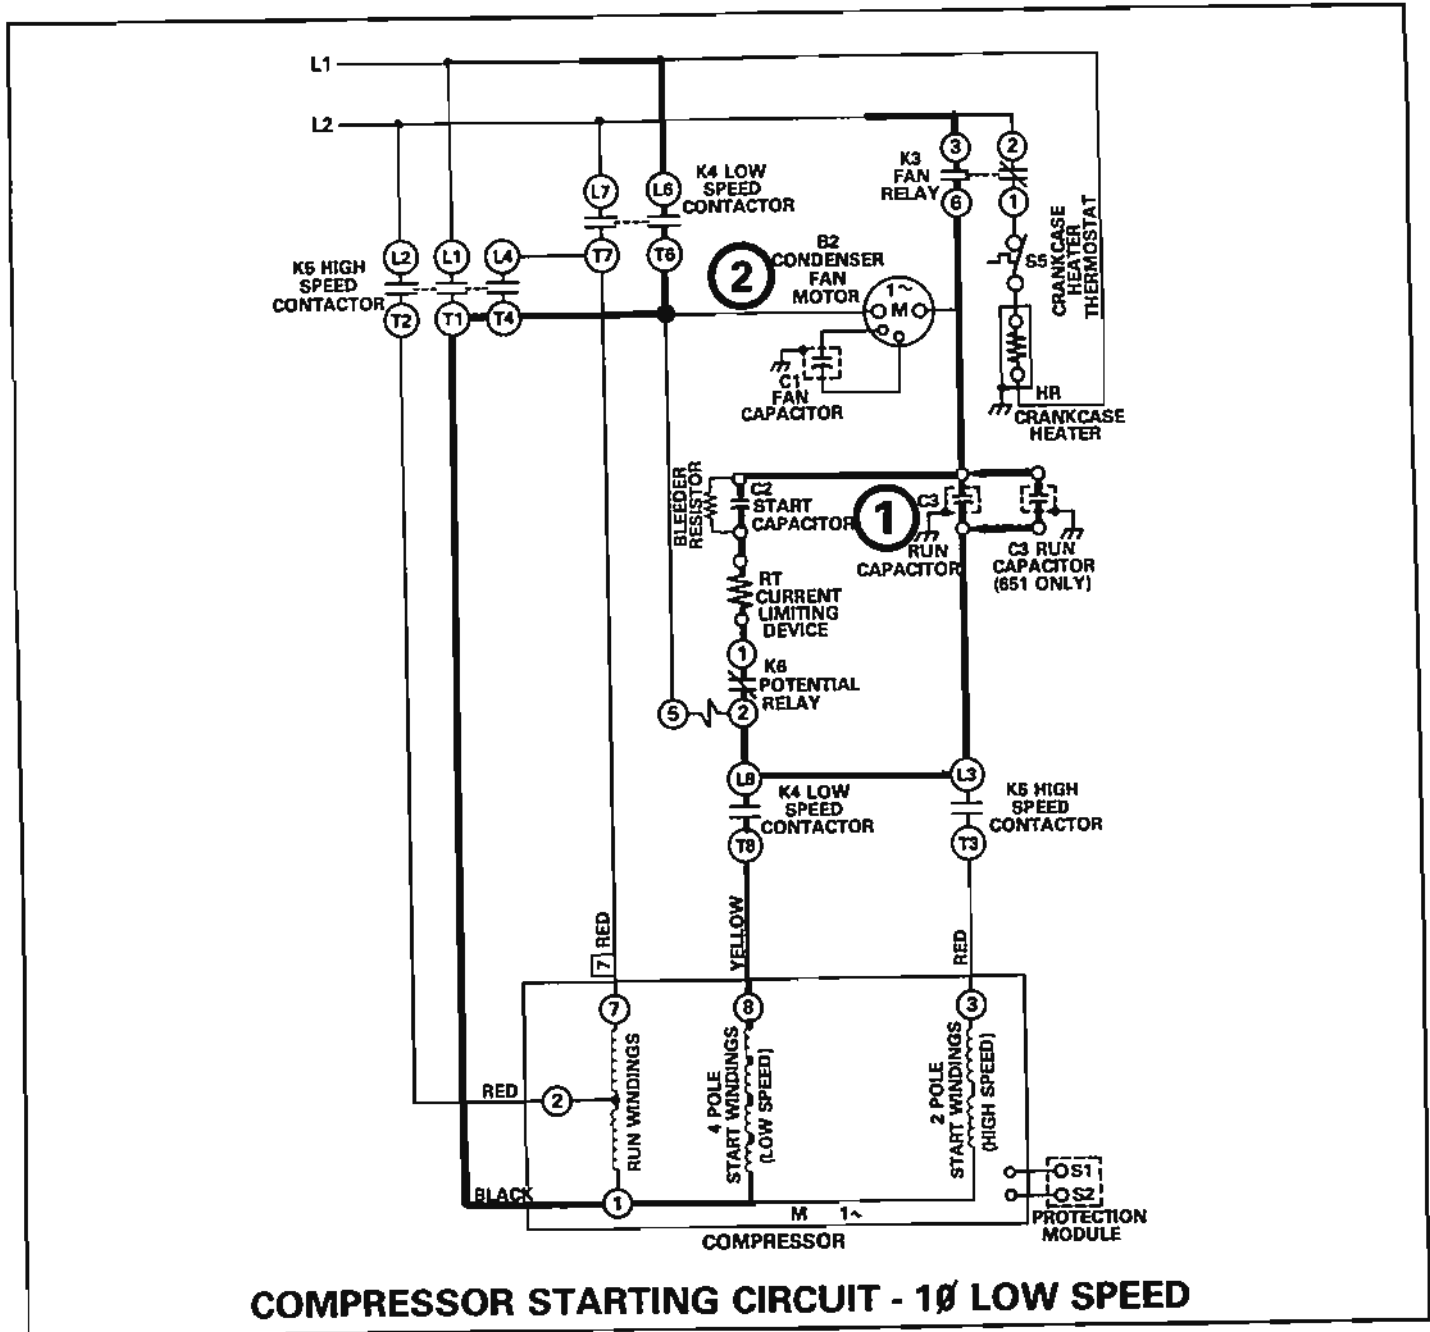 L1
L2
K4 LOW
SPEED
CONTACTOR
L7
L6
T7
T6
K3
FAN
RELAY
3
2
6
1
CRANKCASE
HEATER
THERMOSTAT
S5
K5 HIGH
SPEED
CONTACTOR
L2
L1
L4
T2
T1
T4
2
B2
CONDENSER
FAN
MOTOR
1~
M
C1
FAN
CAPACITOR
HR
CRANKCASE
HEATER
BLEEDER
RESISTOR
C2
START
CAPACITOR
1
C3
RUN
CAPACITOR
C3 RUN
CAPACITOR
(651 ONLY)
RT
CURRENT
LIMITING
DEVICE
1
K6
POTENTIAL
RELAY
5
2
L8
L3
K4 LOW
SPEED
CONTACTOR
K5 HIGH
SPEED
CONTACTOR
T8
T3
7 RED
YELLOW
RED
7
8
3
RED
2
RUN WINDINGS
4 POLE
START WINDINGS
(LOW SPEED)
2 POLE
START WINDINGS
(HIGH SPEED)
BLACK
1
M 1~
S1
S2
PROTECTION
MODULE
COMPRESSOR
COMPRESSOR STARTING CIRCUIT - 1Ø LOW SPEED